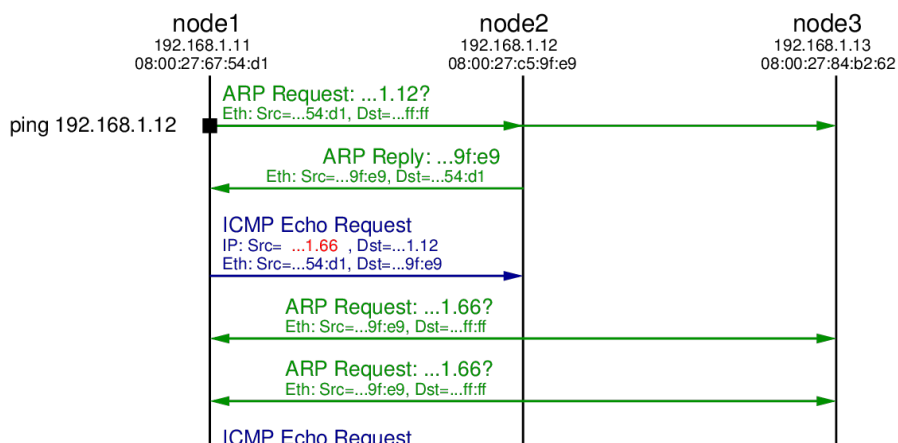 node1
192.168.1.11
08:00:27:67:54:d1
node2
192.168.1.12
08:00:27:c5:9f:e9
node3
192.168.1.13
08:00:27:84:b2:62
ping 192.168.1.12
ARP Request: ...1.12?
Eth: Src=...54:d1, Dst=...ff:ff
ARP Reply: ...9f:e9
Eth: Src=...9f:e9, Dst=...54:d1
ICMP Echo Request
IP: Src= ...1.66 , Dst=...1.12
Eth: Src=...54:d1, Dst=...9f:e9
ARP Request: ...1.66?
Eth: Src=...9f:e9, Dst=...ff:ff
ARP Request: ...1.66?
Eth: Src=...9f:e9, Dst=...ff:ff
ICMP Echo Request